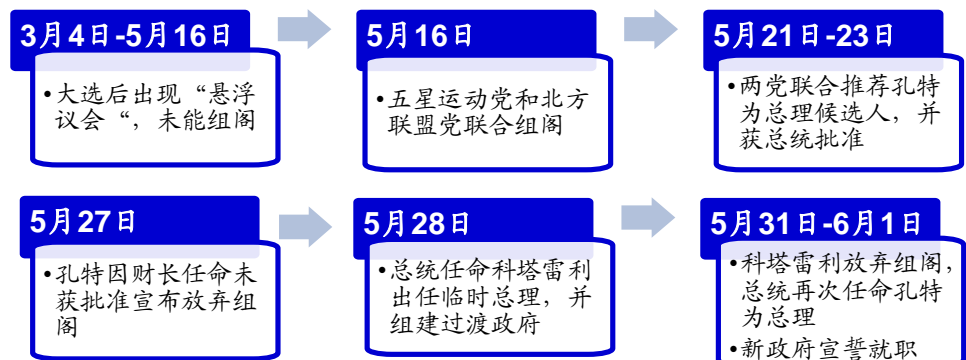 3月4日-5月16日
•大选后出现“悬浮
议会“，未能组阁
5月16日
•五星运动党和北方
联盟党联合组阁
5月21日-23日
•两党联合推荐孔特
为总理候选人，并
获总统批准
5月27日
•孔特因财长任命未
获批准宣布放弃组
阁
5月28日
•总统任命科塔雷利
出任临时总理，并
组建过渡政府
5月31日-6月1日
•科塔雷利放弃组阁，
总统再次任命孔特
为总理
•新政府宣誓就职